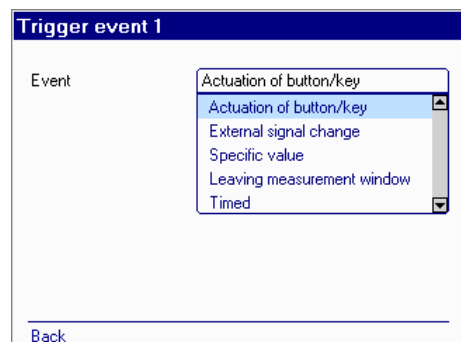 Trigger event 1
Event Actuation of button/key
Actuation of button/key
External signal change
Specific value
Leaving measurement window
Timed
Back